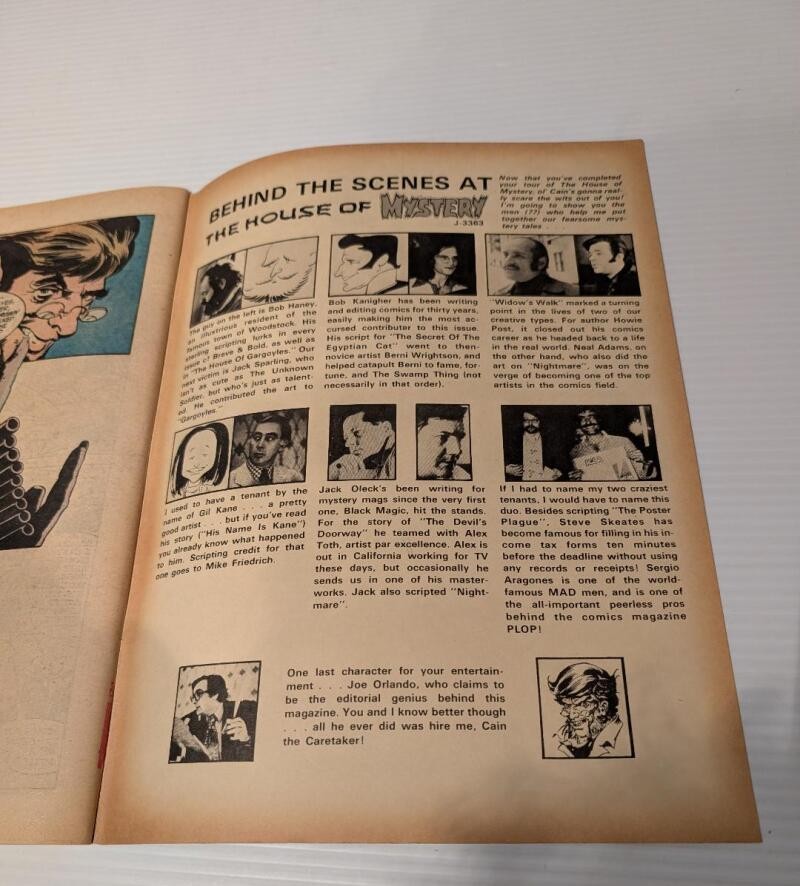 BEHIND THE SCENES AT
THE HOUSE OF MYSTERY
J-3363
Now that you've completed
your tour of The House of
Mystery, ol' Cain's gonna real-
ly scare the wits out of you!
I'm going to show you the
men (??) who help me put
together our fearsome mys-
tery tales . . .
The guy on the left is Bob Haney,
an illustrious resident of the
famous town of Woodstock. His
sterling scripting lurks in every
issue of Breve & Bold, as well as
in "The House Of Gargoyles." Our
next victim is Jack Sparling, who
isn't as cute as The Unknown
Soldier, but who's just as talent-
ed. He contributed the art to
"Gargoyles."
Bob Kanigher has been writing
and editing comics for thirty years,
easily making him the most ac-
cursed contributor to this issue.
His script for "The Secret Of The
Egyptian Cat" went to then-
novice artist Berni Wrightson, and
helped catapult Berni to fame, for-
tune, and The Swamp Thing (not
necessarily in that order).
"Widow's Walk" marked a turning
point in the lives of two of our
creative types. For author Howie
Post, it closed out his comics
career as he headed back to a life
in the real world. Neal Adams, on
the other hand, who also did the
art on "Nightmare", was on the
verge of becoming one of the top
artists in the comics field.
I used to have a tenant by the
name of Gil Kane . . . a pretty
good artist . . . but if you've read
his story ("His Name Is Kane")
you already know what happened
to him. Scripting credit for that
one goes to Mike Friedrich.
Jack Oleck's been writing for
mystery mags since the very first
one, Black Magic, hit the stands.
For the story of "The Devil's
Doorway" he teamed with Alex
Toth, artist par excellence. Alex is
out in California working for TV
these days, but occasionally he
sends us in one of his master-
works. Jack also scripted "Night-
mare".
If I had to name my two craziest
tenants, I would have to name this
duo. Besides scripting "The Poster
Plague", Steve Skeates has
become famous for filling in his in-
come tax forms ten minutes
before the deadline without using
any records or receipts! Sergio
Aragones is one of the world-
famous MAD men, and is one of
the all-important peerless pros
behind the comics magazine
PLOP!
One last character for your entertain-
ment . . . Joe Orlando, who claims to
be the editorial genius behind this
magazine. You and I know better though
. . . all he ever did was hire me, Cain
the Caretaker!